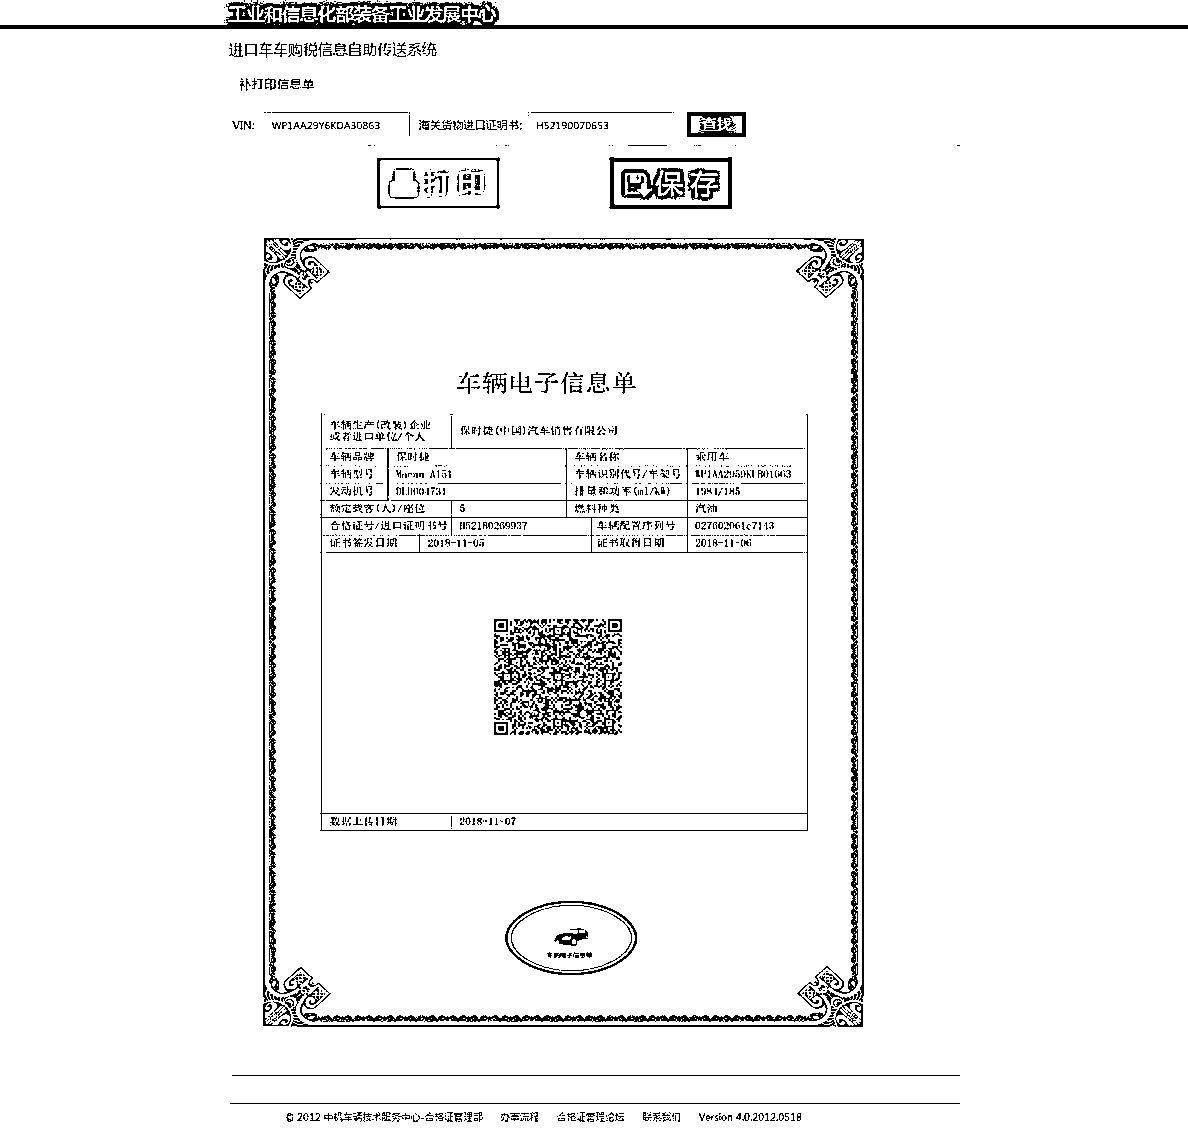 工业和信息化部装备工业发展中心
进口车车购税信息自助传送系统
补打印信息单
VIN: WP1AA29Y6KDA30863 海关货物进口证明书: H52190070653 查找
打印 保存
车辆电子信息单
车辆生产(改装)企业或者进口单位/个人 保时捷(中国)汽车销售有限公司
车辆品牌 保时捷 车辆名称 乘用车
车辆型号 Macan 车辆识别代号/车架号
发动机号 排量和功率(ml/kW) 1984/185
额定载客(人)/座位 5 燃料种类 汽油
合格证号/进口证明书号 H52180269937 车辆配置序列号
证书签发日期 2018-11-05 证书取得日期 2018-11-06
数据上传日期 2018-11-07
车辆电子信息单
© 2012 中机车辆技术服务中心-合格证管理部 办事流程 合格证管理论坛 联系我们 Version 4.0.2012.0518